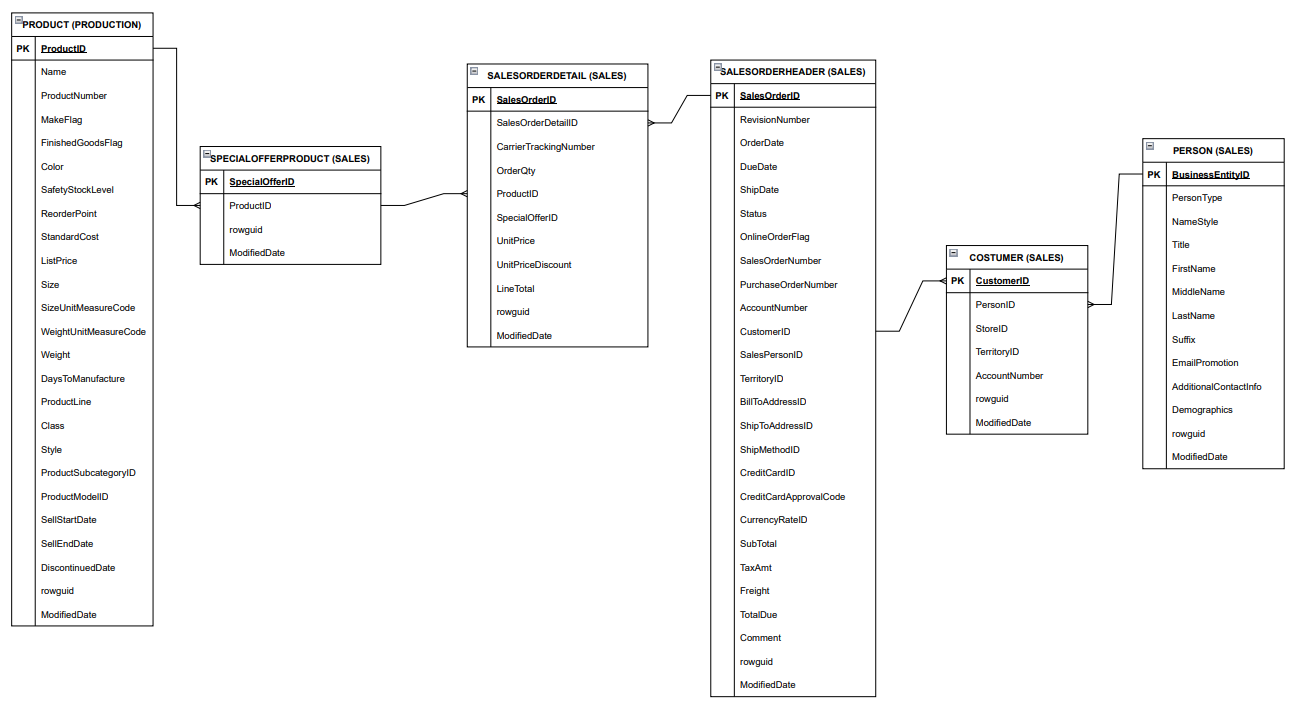 PRODUCT (PRODUCTION)
PK ProductID
Name
ProductNumber
MakeFlag
FinishedGoodsFlag
Color
SafetyStockLevel
ReorderPoint
StandardCost
ListPrice
Size
SizeUnitMeasureCode
WeightUnitMeasureCode
Weight
DaysToManufacture
ProductLine
Class
Style
ProductSubcategoryID
ProductModelID
SellStartDate
SellEndDate
DiscontinuedDate
rowguid
ModifiedDate
SPECIALOFFERPRODUCT (SALES)
PK SpecialOfferID
ProductID
rowguid
ModifiedDate
SALESORDERDETAIL (SALES)
PK SalesOrderID
SalesOrderDetailID
CarrierTrackingNumber
OrderQty
ProductID
SpecialOfferID
UnitPrice
UnitPriceDiscount
LineTotal
rowguid
ModifiedDate
SALESORDERHEADER (SALES)
PK SalesOrderID
RevisionNumber
OrderDate
DueDate
ShipDate
Status
OnlineOrderFlag
SalesOrderNumber
PurchaseOrderNumber
AccountNumber
CustomerID
SalesPersonID
TerritoryID
BillToAddressID
ShipToAddressID
ShipMethodID
CreditCardID
CreditCardApprovalCode
CurrencyRateID
SubTotal
TaxAmt
Freight
TotalDue
Comment
rowguid
ModifiedDate
COSTUMER (SALES)
PK CustomerID
PersonID
StoreID
TerritoryID
AccountNumber
rowguid
ModifiedDate
PERSON (SALES)
PK BusinessEntityID
PersonType
NameStyle
Title
FirstName
MiddleName
LastName
Suffix
EmailPromotion
AdditionalContactInfo
Demographics
rowguid
ModifiedDate